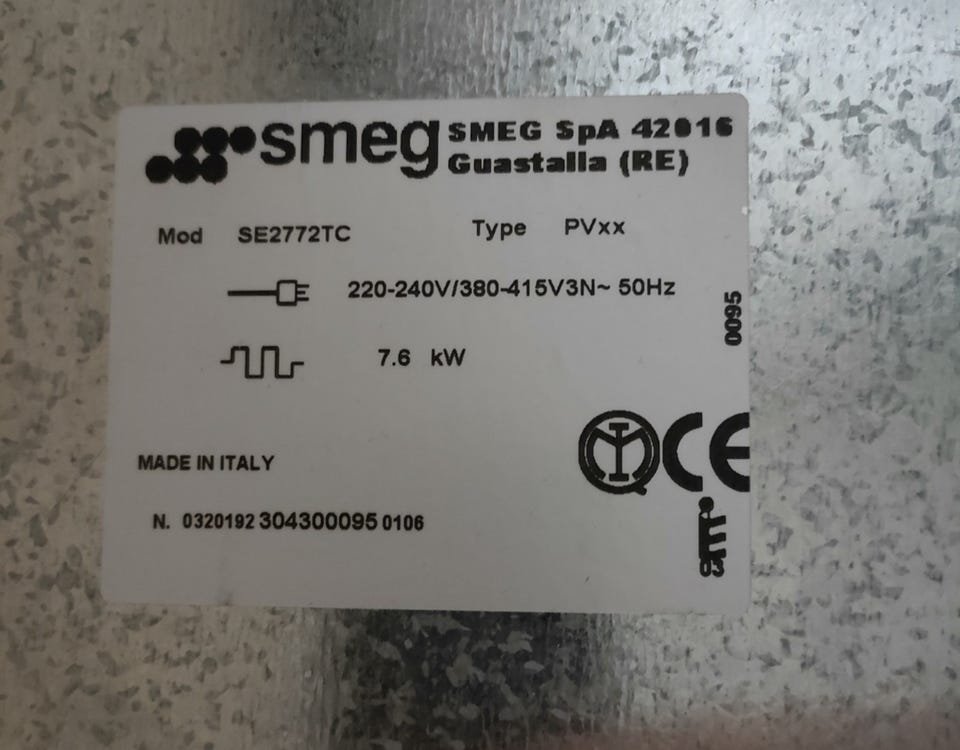 smeg SMEG SpA 42016
Guastalla (RE)
Mod SE2772TC Type PVxx
220-240V/380-415V3N~ 50Hz
0095
7.6 kW
CE
MADE IN ITALY
N. 0320192 304300095 0106